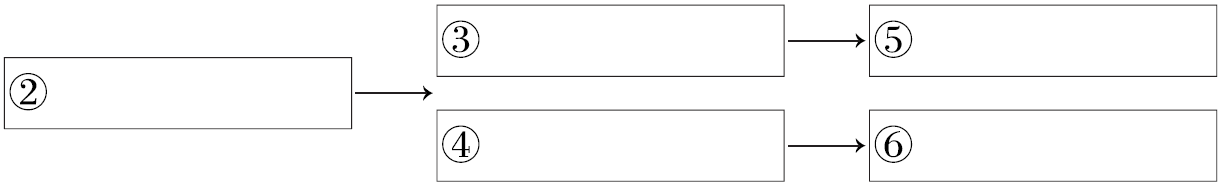 ③ ⑤
②
④ ⑥